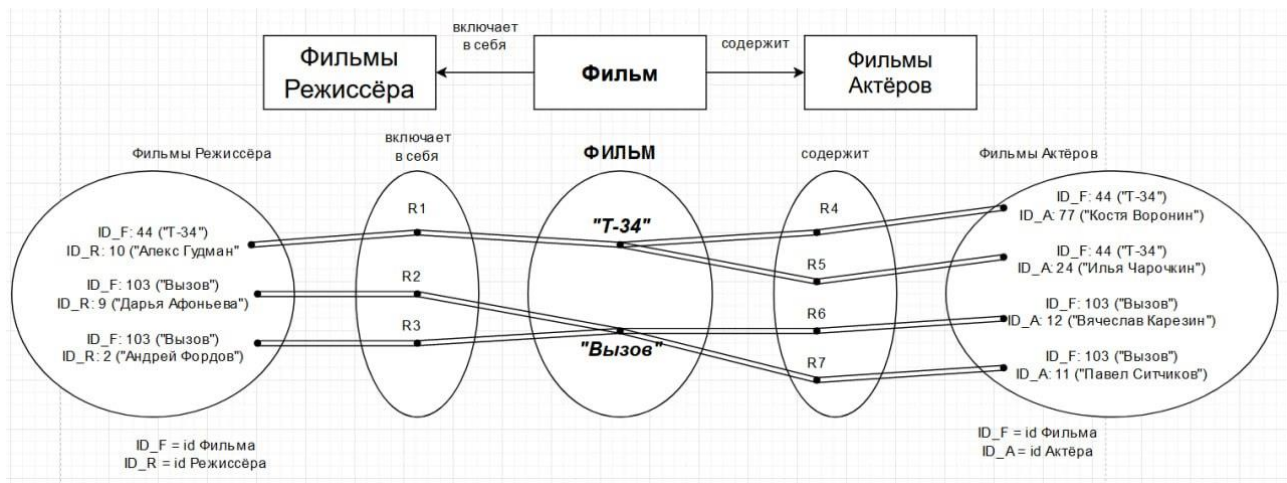 включает
в себя
содержит
Фильмы
Режиссёра
Фильм
Фильмы
Актёров
Фильмы Режиссёра
включает
в себя
ФИЛЬМ
содержит
Фильмы Актёров
ID_F: 44 ("Т-34")
ID_R: 10 ("Алекс Гудман"
ID_F: 103 ("Вызов")
ID_R: 9 ("Дарья Афоньева")
ID_F: 103 ("Вызов")
ID_R: 2 ("Андрей Фордов")
R1
R2
R3
"Т-34"
"Вызов"
R4
R5
R6
R7
ID_F: 44 ("Т-34")
ID_A: 77 ("Костя Воронин")
ID_F: 44 ("Т-34")
ID_A: 24 ("Илья Чарочкин")
ID_F: 103 ("Вызов")
ID_A: 12 ("Вячеслав Карезин")
ID_F: 103 ("Вызов")
ID_A: 11 ("Павел Ситчиков")
ID_F = id Фильма
ID_R = id Режиссёра
ID_F = id Фильма
ID_A = id Актёра